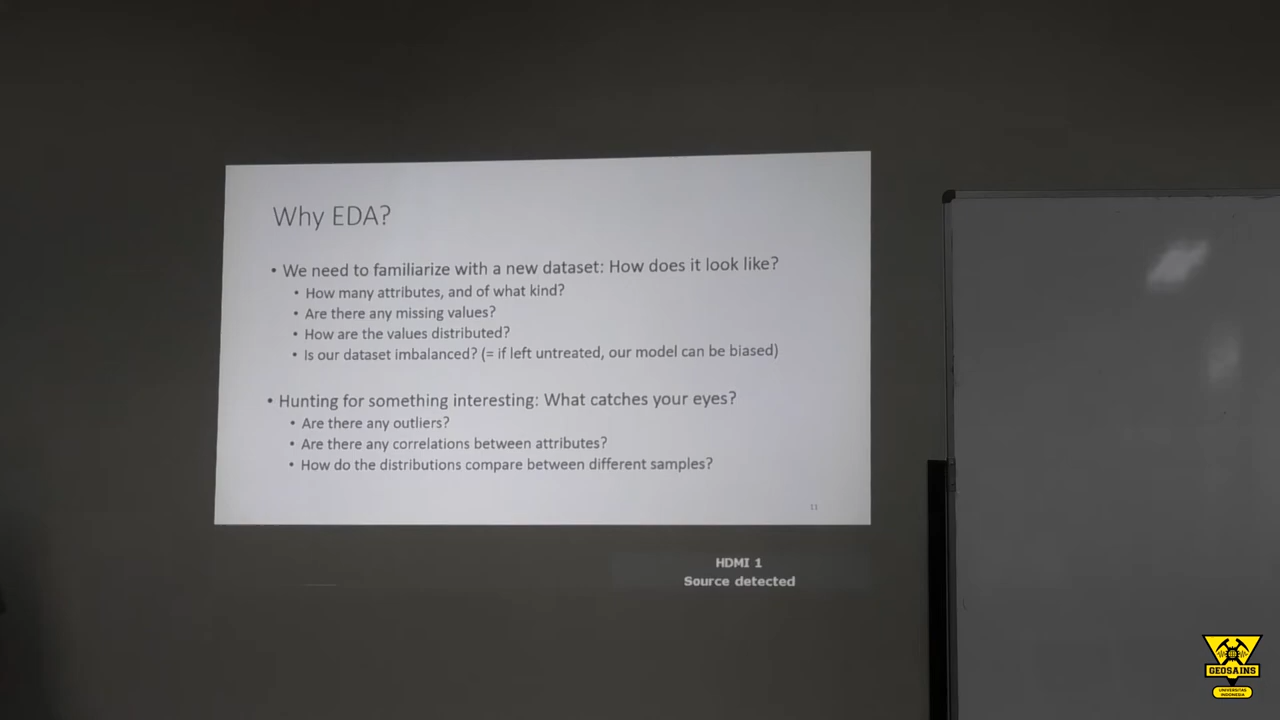 Why EDA?
• We need to familiarize with a new dataset: How does it look like?
• How many attributes, and of what kind?
• Are there any missing values?
• How are the values distributed?
• Is our dataset imbalanced? (= if left untreated, our model can be biased)
• Hunting for something interesting: What catches your eyes?
• Are there any outliers?
• Are there any correlations between attributes?
• How do the distributions compare between different samples?
11
HDMI 1
Source detected
GEOSAINS
UNIVERSITAS
INDONESIA